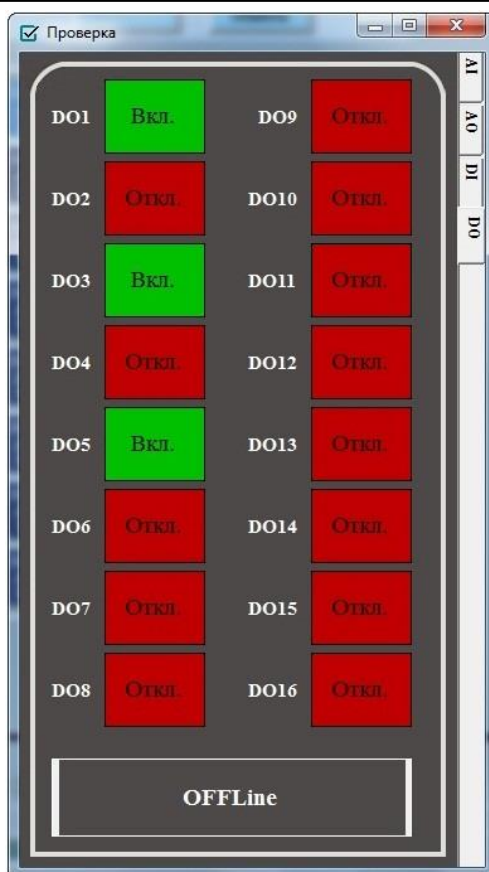 Проверка
AI
AO
DI
DO
DO1 Вкл. DO9 Откл.
DO2 Откл. DO10 Откл.
DO3 Вкл. DO11 Откл.
DO4 Откл. DO12 Откл.
DO5 Вкл. DO13 Откл.
DO6 Откл. DO14 Откл.
DO7 Откл. DO15 Откл.
DO8 Откл. DO16 Откл.
OFFLine